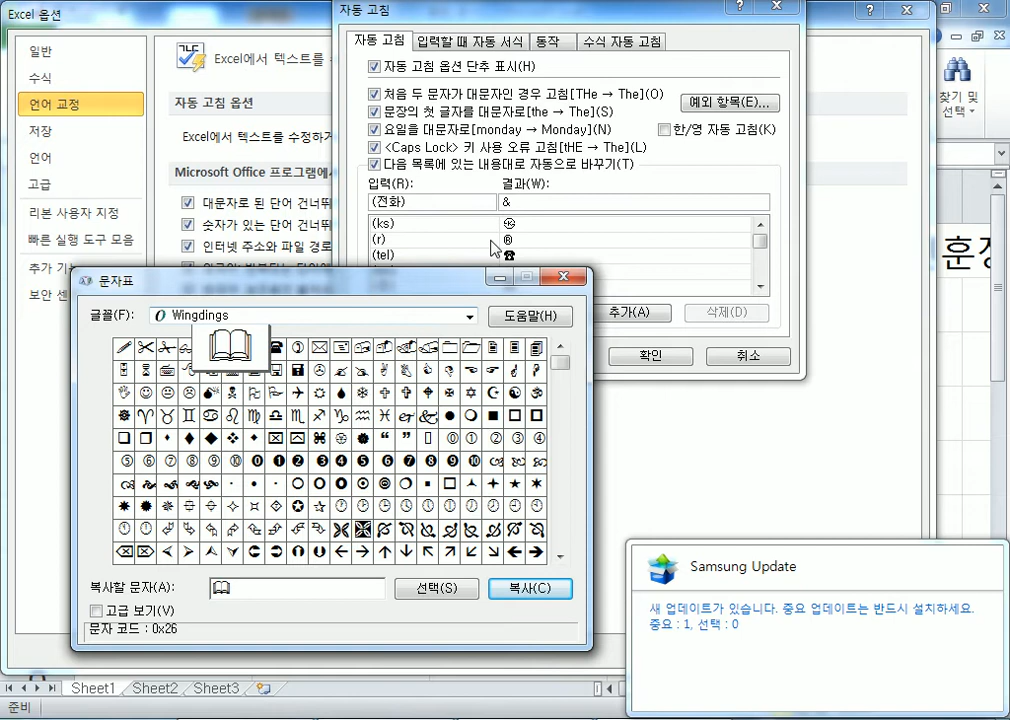 Excel 옵션
자동 고침
일반
수식
언어 교정
저장
언어
고급
리본 사용자 지정
빠른 실행 도구 모음
추가 기능
보안 센
Excel에서 텍스트를
자동 고침 옵션
Excel에서 텍스트를 수정하거
Microsoft Office 프로그램에서
대문자로 된 단어 건너뛰
숫자가 있는 단어 건너뛰
인터넷 주소와 파일 경로
자동 고침
입력할 때 자동 서식
동작
수식 자동 고침
자동 고침 옵션 단추 표시(H)
처음 두 문자가 대문자인 경우 고침[THe → The](O)
예외 항목(E)...
문장의 첫 글자를 대문자로[the → The](S)
요일을 대문자로[monday → Monday](N)
한/영 자동 고침(K)
<Caps Lock> 키 사용 오류 고침[tHE → The](L)
다음 목록에 있는 내용대로 자동으로 바꾸기(T)
입력(R):
결과(W):
(전화)
&
(ks) ㉿
(r) ®
(tel) ☎
추가(A)
삭제(D)
확인
취소
찾기 및
선택
문자표
글꼴(F):
Wingdings
도움말(H)
복사할 문자(A):
선택(S)
복사(C)
고급 보기(V)
문자 코드 : 0x26
Samsung Update
새 업데이트가 있습니다. 중요 업데이트는 반드시 설치하세요.
중요 : 1, 선택 : 0
Sheet1
Sheet2
Sheet3
준비